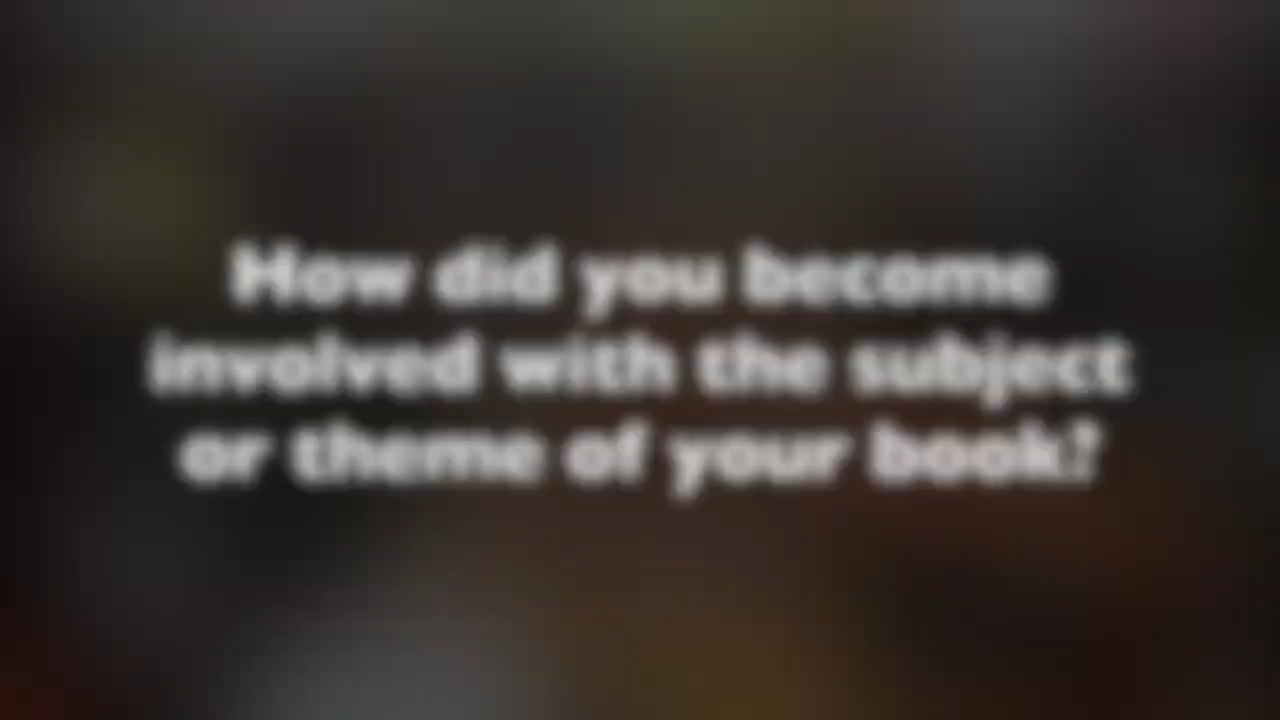 How did you become
involved with the subject
or theme of your book?